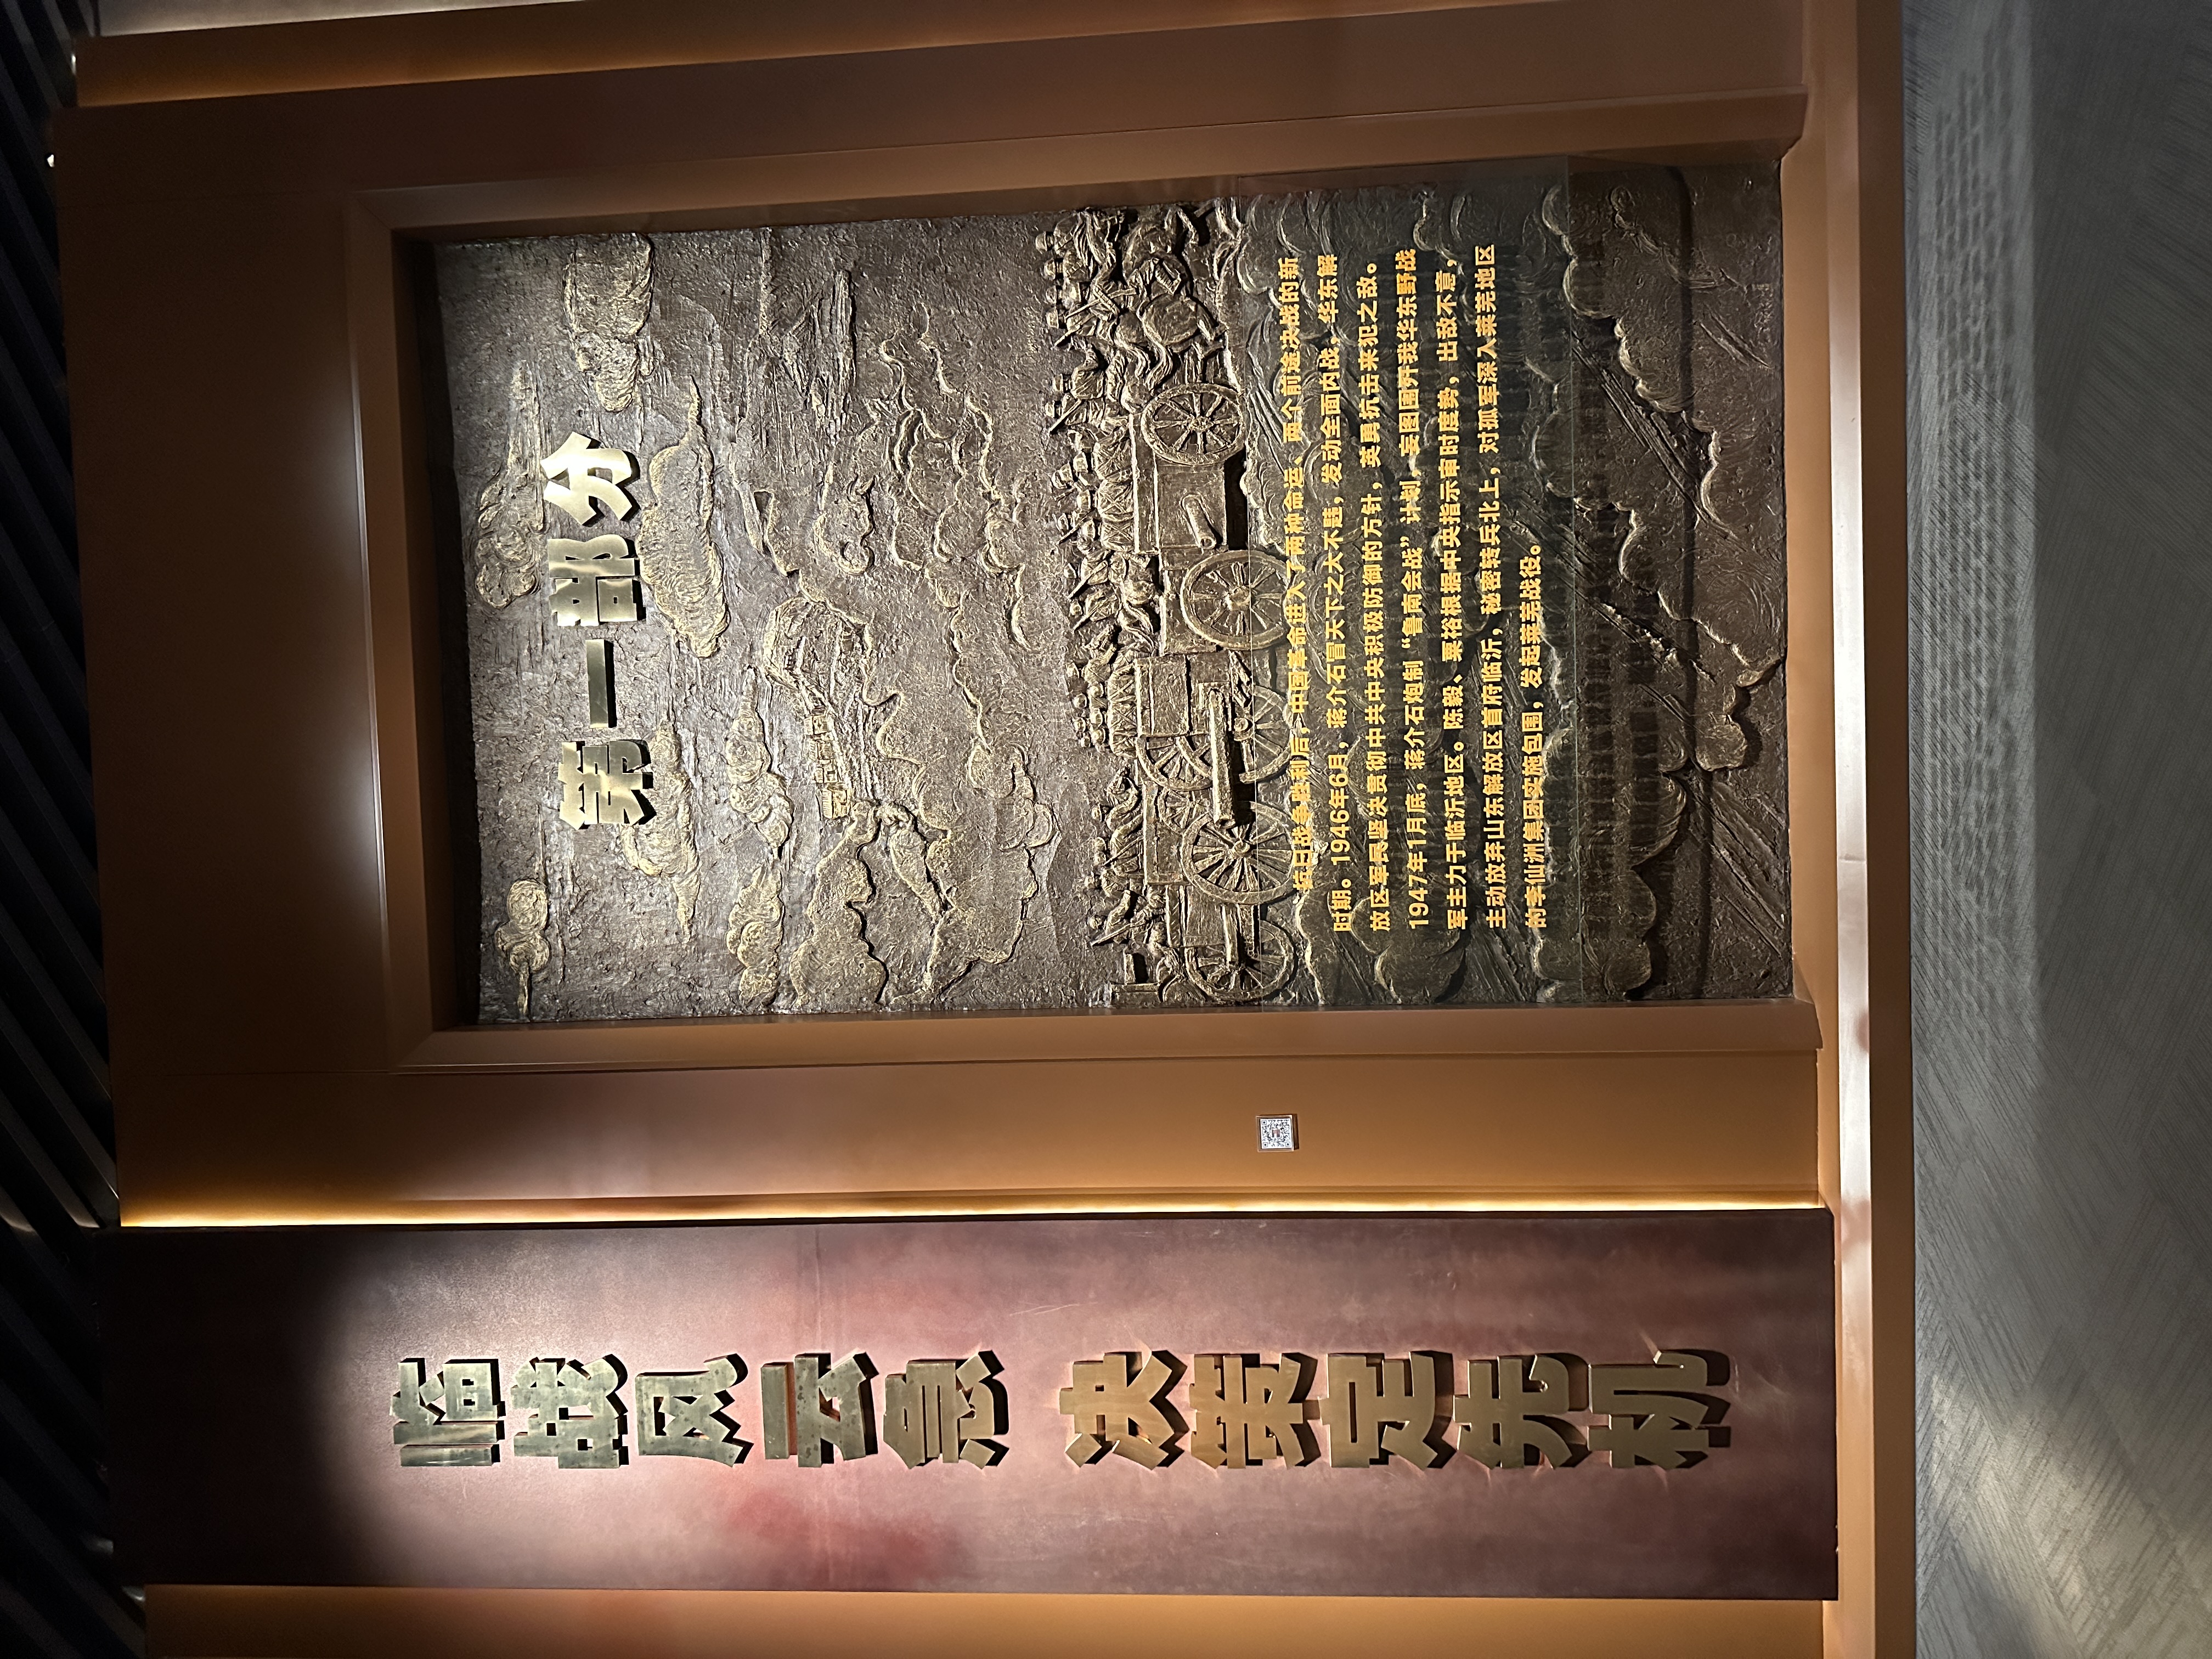 临战风云急 决策定先机
第一部分
抗日战争胜利后，中国革命进入了两种命运、两个前途决战的新
时期。1946年6月，蒋介石冒天下之大不韪，发动全面内战，华东解
放区军民坚决贯彻中共中央积极防御的方针，英勇抗击来犯之敌。
1947年1月底，蒋介石炮制“鲁南会战”计划，妄图围歼我华东野战
军主力于临沂地区。陈毅、粟裕根据中央指示审时度势，出敌不意，
主动放弃山东解放区首府临沂，秘密转兵北上，对孤军深入莱芜地区
的李仙洲集团实施包围，发起莱芜战役。